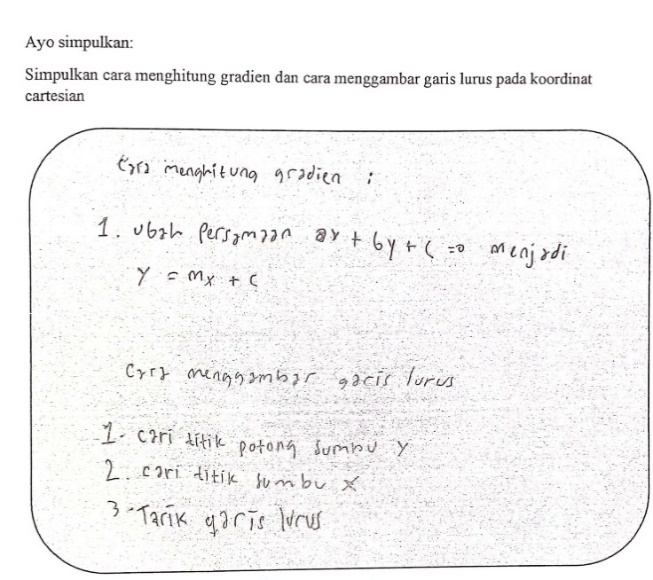 Ayo simpulkan:
Simpulkan cara menghitung gradien dan cara menggambar garis lurus pada koordinat
cartesian
Cara menghitung gradien :
1. Ubah Persamaan ax + by + c = 0 menjadi
y = mx + c
Cara menggambar garis lurus
1. Cari titik potong sumbu y
2. cari titik sumbu x
3. Tarik garis lurus